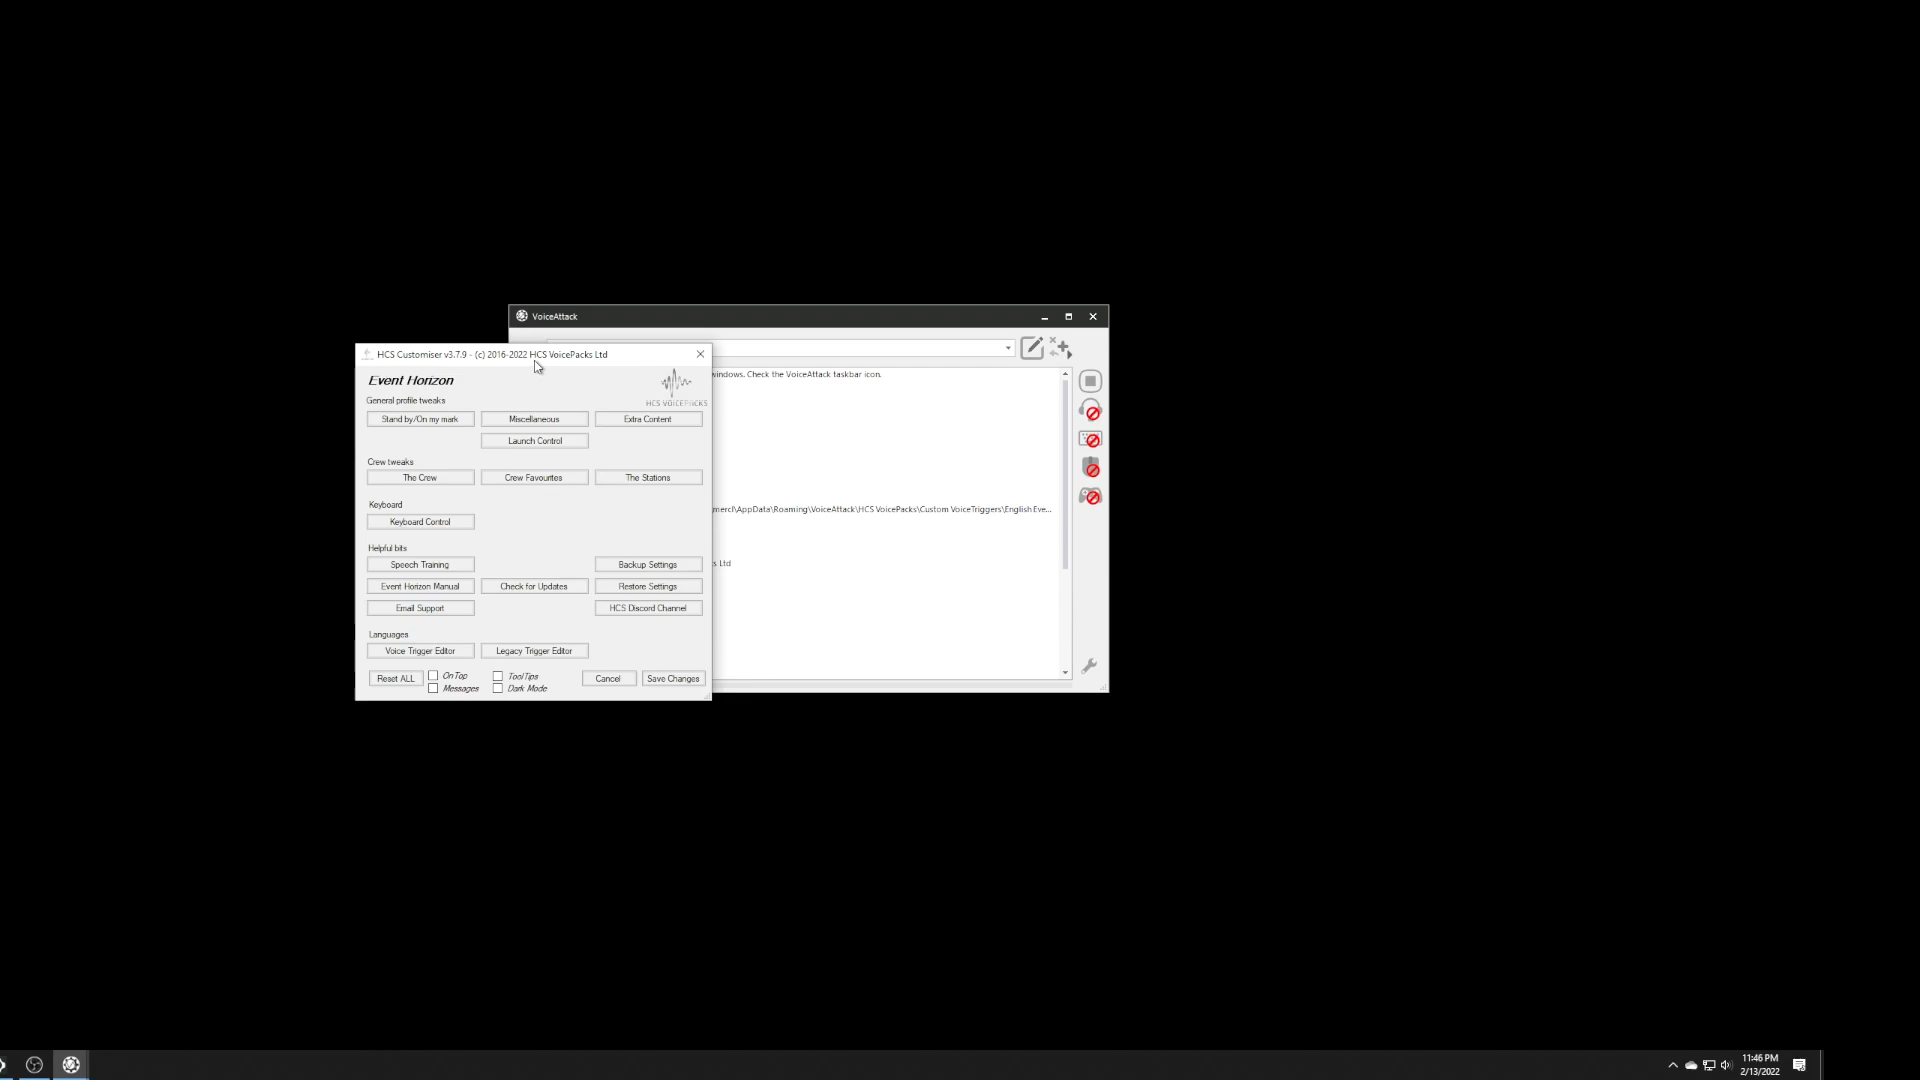 VoiceAttack
HCS Customiser v3.7.9 - (c) 2016-2022 HCS VoicePacks Ltd
windows. Check the VoiceAttack taskbar icon.
Event Horizon
HCS VOICEPACKS
General profile tweaks
Stand by/On my mark
Miscellaneous
Extra Content
Launch Control
Crew tweaks
The Crew
Crew Favourites
The Stations
Keyboard
Keyboard Control
mercl\AppData\Roaming\VoiceAttack\HCS VoicePacks\Custom VoiceTriggers\English Eve...
Helpful bits
s Ltd
Speech Training
Backup Settings
Event Horizon Manual
Check for Updates
Restore Settings
Email Support
HCS Discord Channel
Languages
Voice Trigger Editor
Legacy Trigger Editor
Reset ALL
On Top
ToolTips
Cancel
Save Changes
Messages
Dark Mode
11:46 PM
2/13/2022